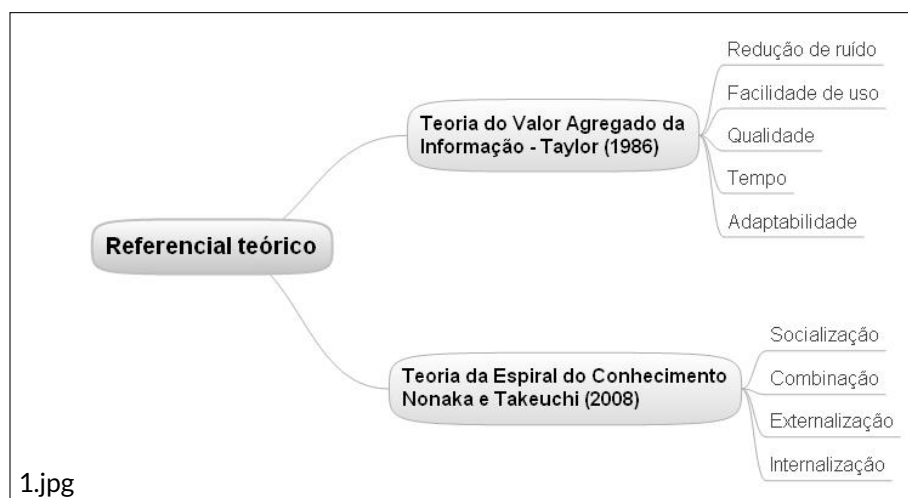 Referencial teórico
Teoria do Valor Agregado da
Informação - Taylor (1986)
Redução de ruído
Facilidade de uso
Qualidade
Tempo
Adaptabilidade
Teoria da Espiral do Conhecimento
Nonaka e Takeuchi (2008)
Socialização
Combinação
Externalização
Internalização
1.jpg